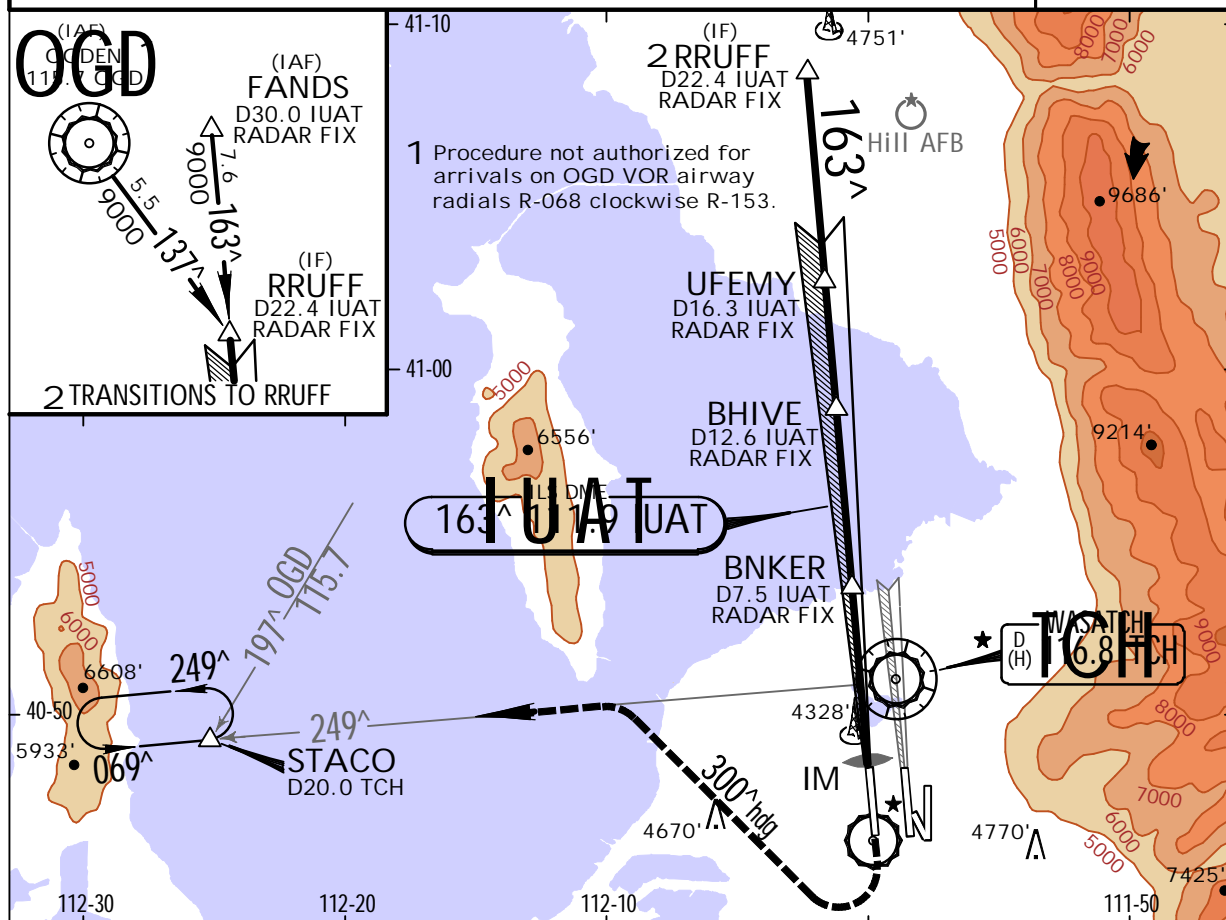 (IAF)
OGDEN
115.7 OGD
OGD
(IAF)
FANDS
D30.0 IUAT
RADAR FIX
7.6
9000
163^
5.5
9000
137^
(IF)
RRUFF
D22.4 IUAT
RADAR FIX
2 TRANSITIONS TO RRUFF
41-10
(IF)
2 RRUFF
D22.4 IUAT
RADAR FIX
4751'
163^
Hill AFB
1 Procedure not authorized for
arrivals on OGD VOR airway
radials R-068 clockwise R-153.
8000
7000
6000
9686'
5000
6000
7000
8000
9000
UFEMY
D16.3 IUAT
RADAR FIX
41-00
5000
6556'
BHIVE
D12.6 IUAT
RADAR FIX
9214'
ILS DME
163^ 111.9 IUAT
IUAT
BNKER
D7.5 IUAT
RADAR FIX
197^ OGD
115.7
5000
6000
6608'
249^
40-50
5933'
069^
249^
STACO
D20.0 TCH
WASATCH
D
(H)
116.8 TCH
TCH
9000
8000
4328'
IM
300^ hdg
4670'
N
4770'
7000
6000
5000
7425'
112-30
112-20
112-10
111-50